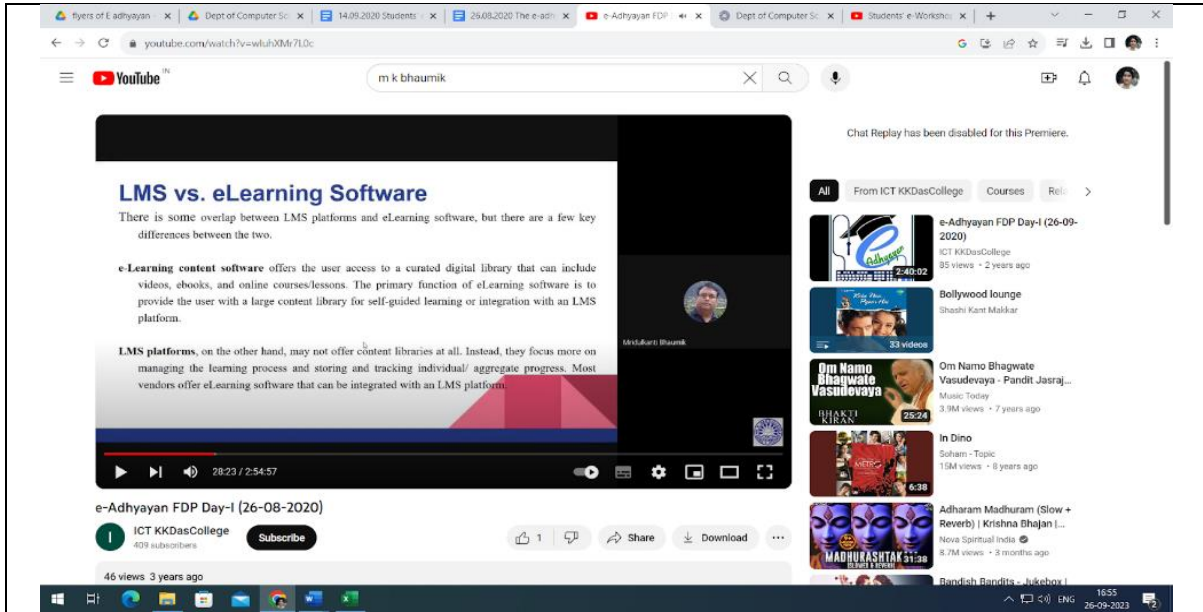 flyers of E adhyayan
Dept of Computer Sc
14.09.2020 Students
26.08.2020 The e-adh
e-Adhyayan FDP
Dept of Computer Sc
Students' e-Worksho
youtube.com/watch?v=wluhXMr7L0c
YouTube IN
m k bhaumik
LMS vs. eLearning Software
There is some overlap between LMS platforms and eLearning software, but there are a few key
differences between the two.
e-Learning content software offers the user access to a curated digital library that can include
videos, ebooks, and online courses/lessons. The primary function of eLearning software is to
provide the user with a large content library for self-guided learning or integration with an LMS
platform.
LMS platforms, on the other hand, may not offer content libraries at all. Instead, they focus more on
managing the learning process and storing and tracking individual/ aggregate progress. Most
vendors offer eLearning software that can be integrated with an LMS platform.
Mridulkanti Bhaumik
28:23 / 2:54:57
e-Adhyayan FDP Day-I (26-08-2020)
I
ICT KKDasCollege
409 subscribers
Subscribe
1
Share
Download
46 views 3 years ago
Chat Replay has been disabled for this Premiere.
All
From ICT KKDasCollege
Courses
Rela
e-Adhyayan
2:40:02
e-Adhyayan FDP Day-I (26-09-
2020)
ICT KKDasCollege
85 views • 2 years ago
33 videos
Bollywood lounge
Shashi Kant Makkar
Om Namo
Bhagwate
Vasudevaya
BHAKTI
KIRAN
25:24
Om Namo Bhagwate
Vasudevaya - Pandit Jasraj...
Music Today
3.9M views • 7 years ago
METRO
6:38
In Dino
Soham - Topic
15M views • 8 years ago
MADHURASHTAK
SLOWED & REVERB
31:38
Adharam Madhuram (Slow +
Reverb) | Krishna Bhajan |...
Nova Spiritual India
8.7M views • 3 months ago
Bandish Bandits - Jukebox |
ENG
16:55
26-09-2023
2